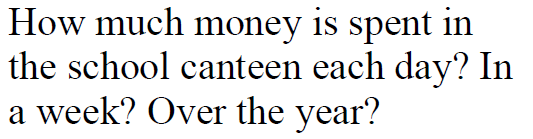 How much money is spent in
the school canteen each day? In
a week? Over the year?